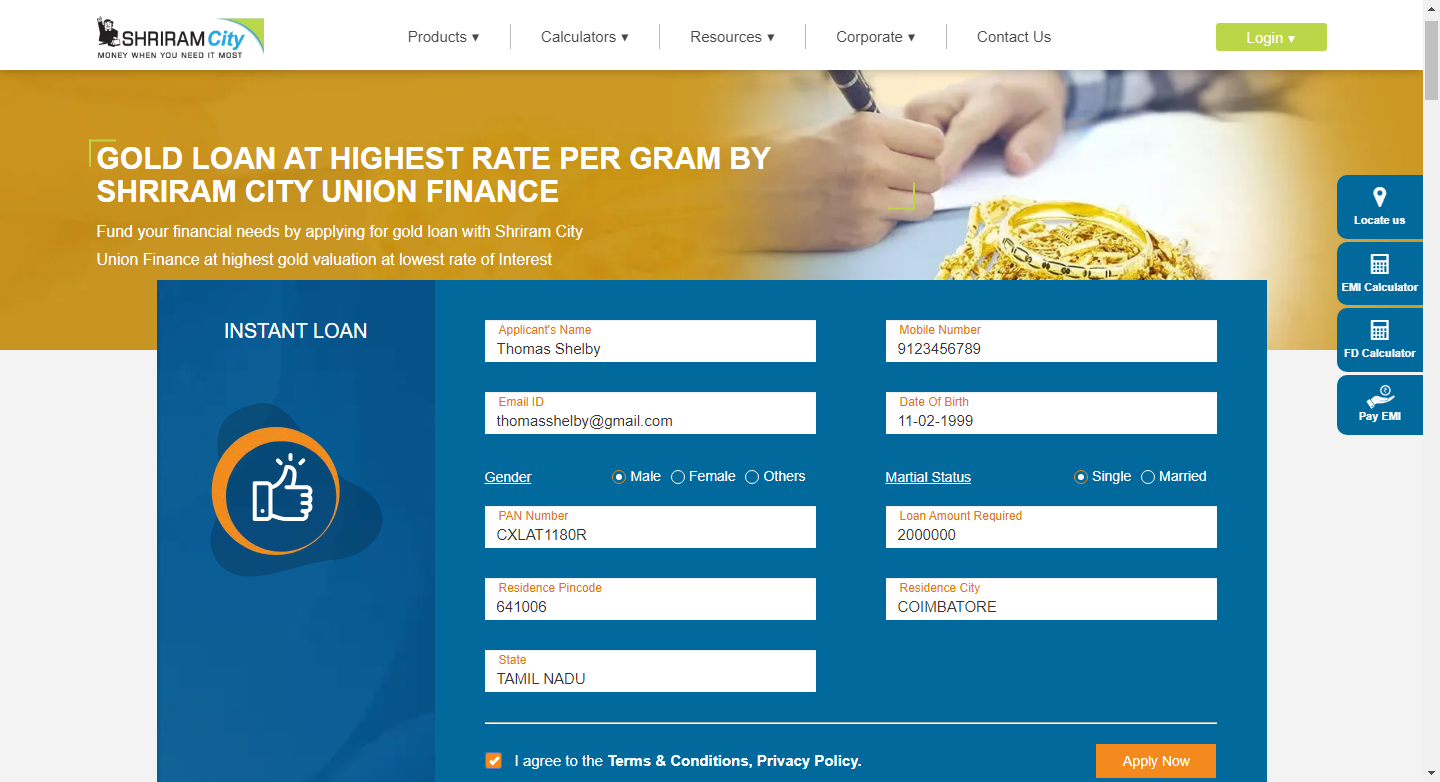 SHRIRAM City
MONEY WHEN YOU NEED IT MOST
Products ▾
Calculators ▾
Resources ▾
Corporate ▾
Contact Us
Login ▾
GOLD LOAN AT HIGHEST RATE PER GRAM BY
SHRIRAM CITY UNION FINANCE
Fund your financial needs by applying for gold loan with Shriram City
Union Finance at highest gold valuation at lowest rate of Interest
Locate us
EMI Calculator
FD Calculator
Pay EMI
INSTANT LOAN
Applicant's Name
Thomas Shelby
Mobile Number
9123456789
Email ID
thomasshelby@gmail.com
Date Of Birth
11-02-1999
Gender
Male
Female
Others
Martial Status
Single
Married
PAN Number
CXLAT1180R
Loan Amount Required
2000000
Residence Pincode
641006
Residence City
COIMBATORE
State
TAMIL NADU
I agree to the Terms & Conditions, Privacy Policy.
Apply Now